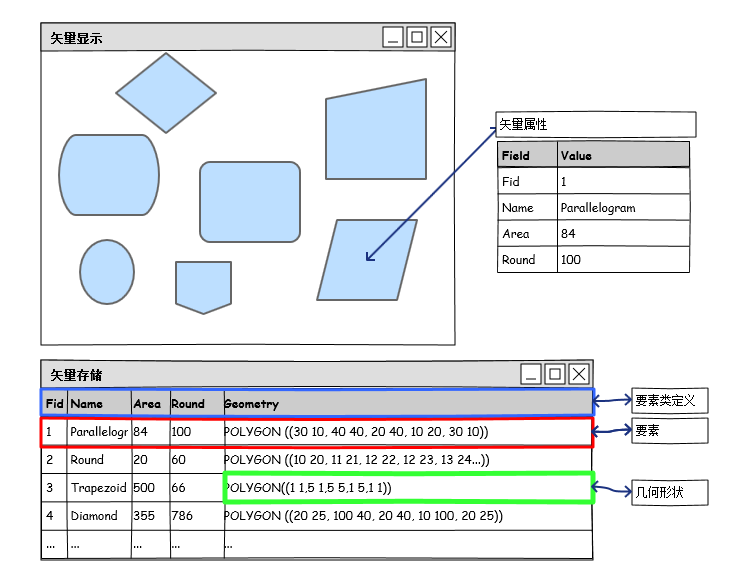 矢量显示
矢量属性
Field Value
Fid 1
Name Parallelogram
Area 84
Round 100
矢量存储
Fid Name Area Round Geometry
要素类定义
1 Parallelogr 84 100 POLYGON ((30 10, 40 40, 20 40, 10 20, 30 10))
要素
2 Round 20 60 POLYGON ((10 20, 11 21, 12 22, 12 23, 13 24...))
3 Trapezoid 500 66 POLYGON((1 1,5 1,5 5,1 5,1 1))
几何形状
4 Diamond 355 786 POLYGON ((20 25, 100 40, 20 40, 10 100, 20 25))
... ... ... ... ...